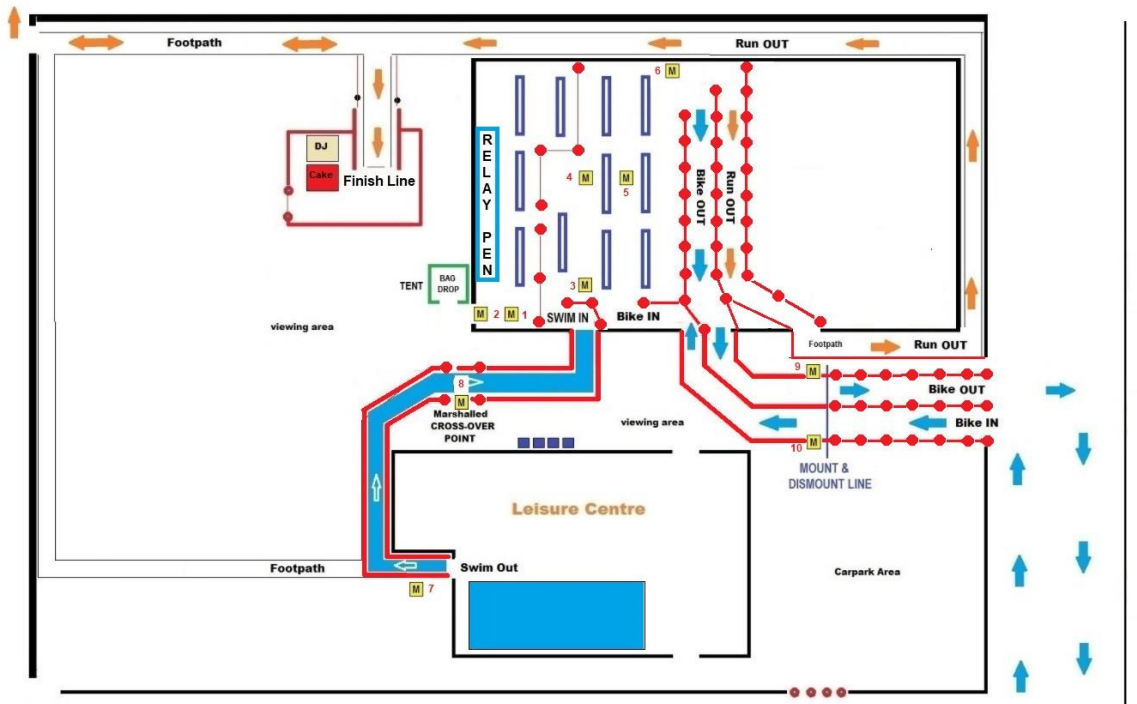 Footpath
Run OUT
6 M
DJ
Cake
Finish Line
RELAY PEN
4 M
M
5
Bike OUT
Run OUT
TENT
BAG
DROP
3 M
M 2 M 1
SWIM IN
Bike IN
viewing area
Footpath
Run OUT
9 M
8
M
Bike OUT
Marshalled
CROSS-OVER
POINT
viewing area
Bike IN
10 M
MOUNT &
DISMOUNT LINE
Leisure Centre
Footpath
Swim Out
Carpark Area
M 7